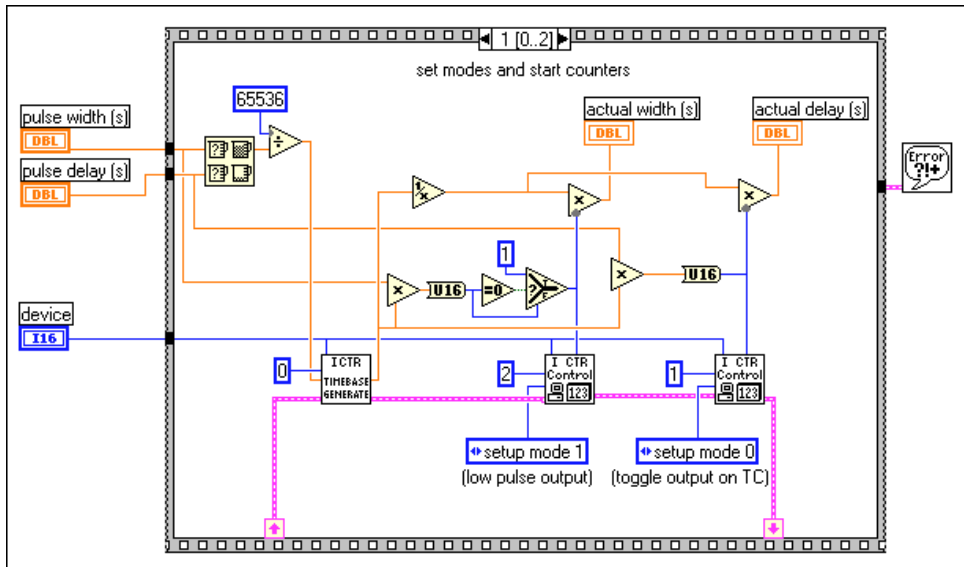 1 [0..2]
set modes and start counters
65536
actual width (s)
DBL
actual delay (s)
DBL
pulse width (s)
DBL
pulse delay (s)
DBL
÷
Error
?!+
1/x
x
x
1
x
U16
=0
?
T
F
x
U16
device
I16
0
ICTR
TIMEBASE
GENERATE
2
I CTR
Control
123
1
I CTR
Control
123
setup mode 1
(low pulse output)
setup mode 0
(toggle output on TC)